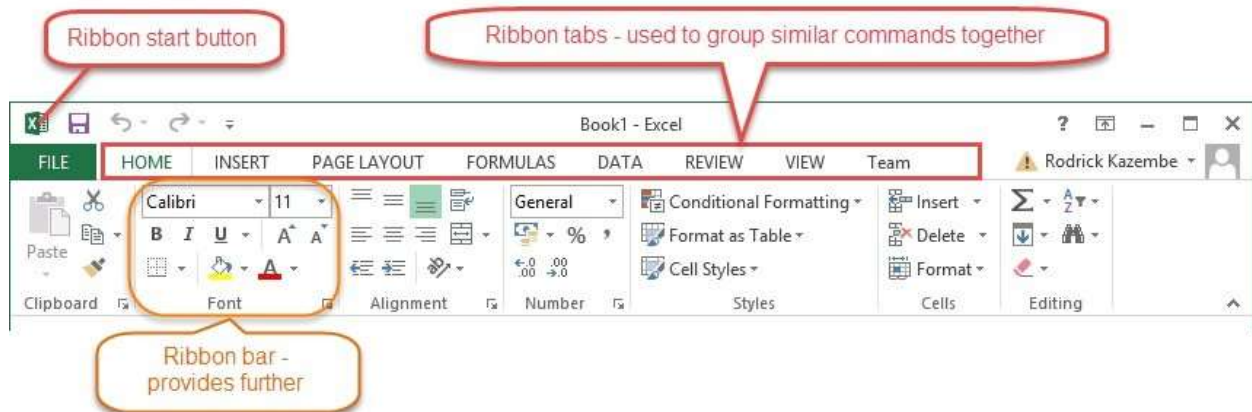 Ribbon start button
Ribbon tabs - used to group similar commands together
Book1 - Excel
FILE HOME INSERT PAGE LAYOUT FORMULAS DATA REVIEW VIEW Team Rodrick Kazembe
Calibri 11 General Conditional Formatting Insert
Paste B I U A A % , Format as Table Delete
A .0 .00 Cell Styles Format
.00 .0
Clipboard Font Alignment Number Styles Cells Editing
Ribbon bar -
provides further